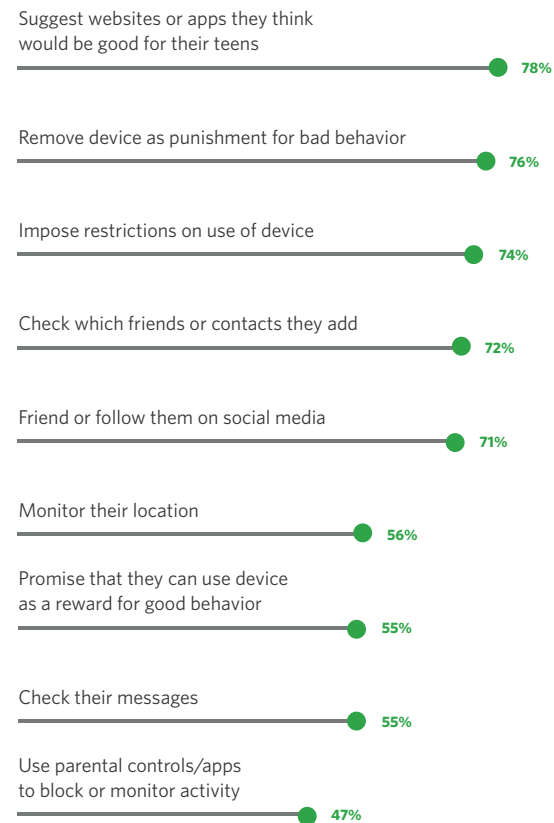 Suggest websites or apps they think
would be good for their teens
78%
Remove device as punishment for bad behavior
76%
Impose restrictions on use of device
74%
Check which friends or contacts they add
72%
Friend or follow them on social media
71%
Monitor their location
56%
Promise that they can use device
as a reward for good behavior
55%
Check their messages
55%
Use parental controls/apps
to block or monitor activity
47%